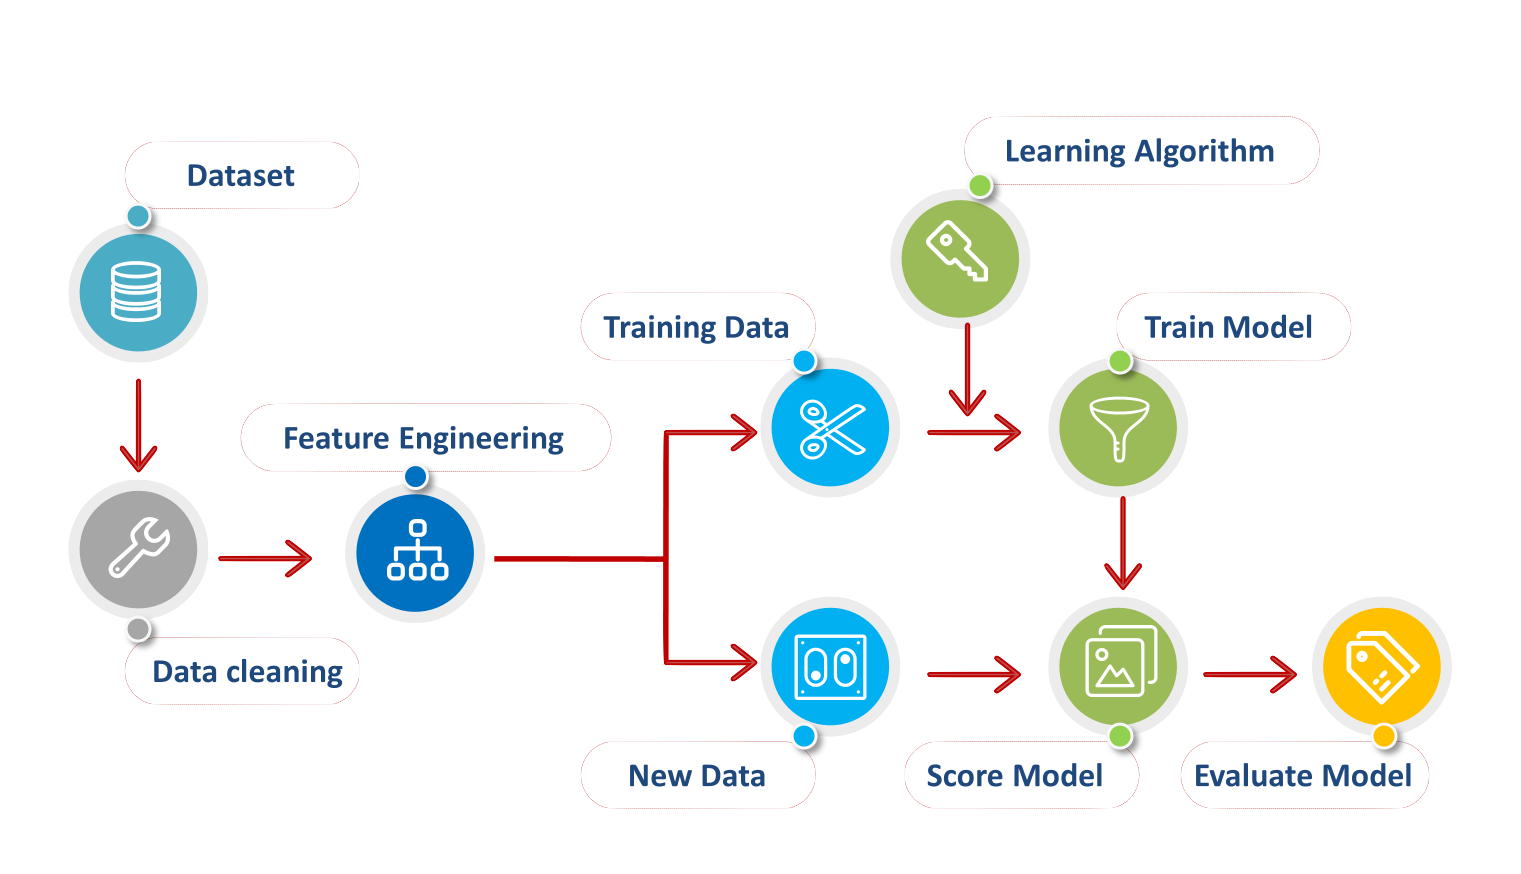 Dataset
Learning Algorithm
Training Data
Train Model
Feature Engineering
Data cleaning
New Data
Score Model
Evaluate Model